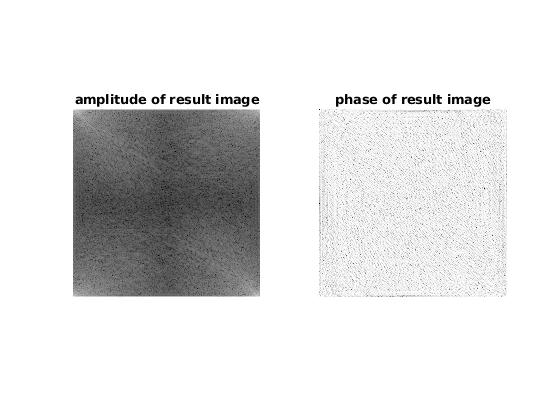 amplitude of result image
phase of result image